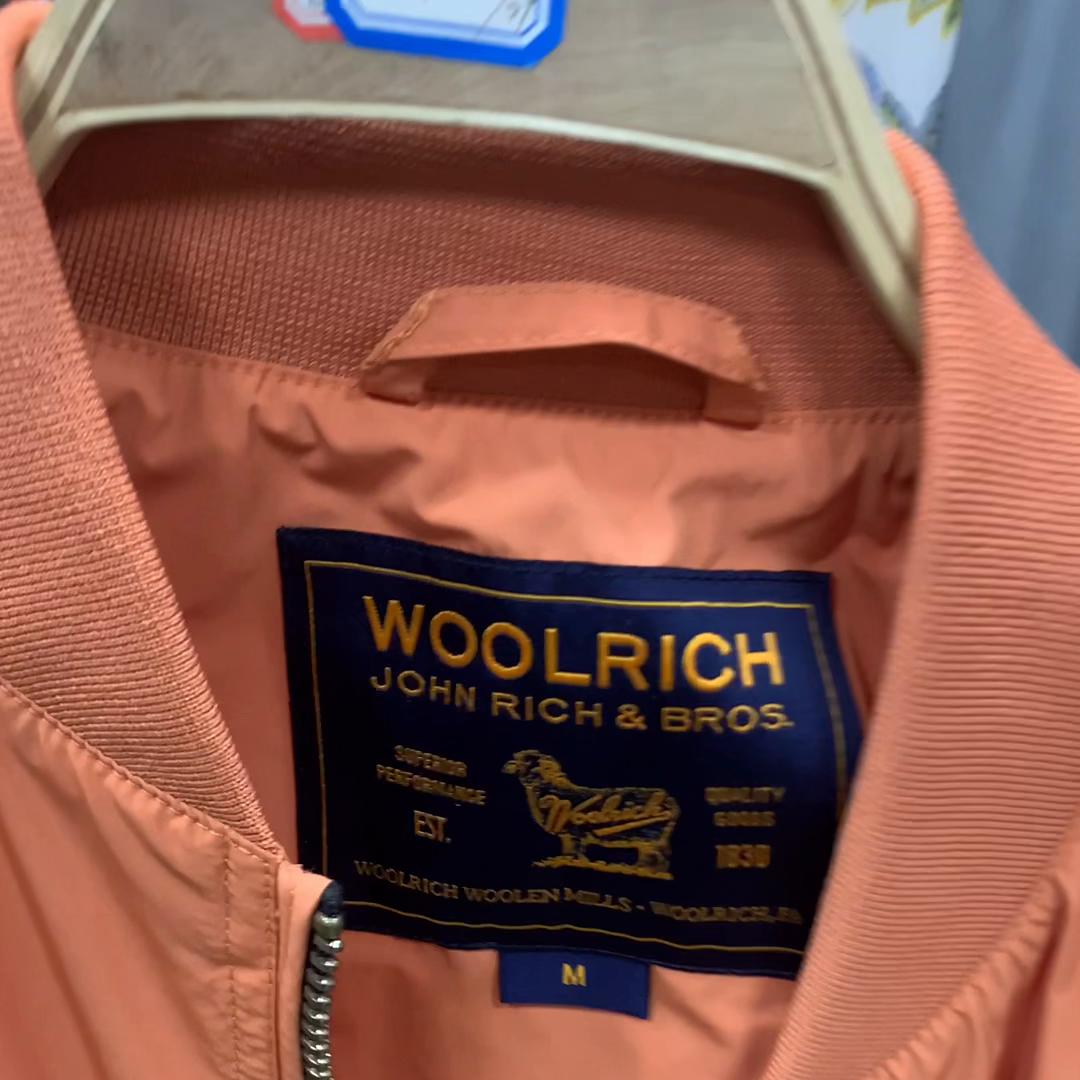 WOOLRICH
JOHN RICH & BROS.
SUPERIOR
PERFORMANCE
EST.
Woolrich
QUALITY
GOODS
1830
WOOLRICH WOOLEN MILLS - WOOLRICH, PA
M